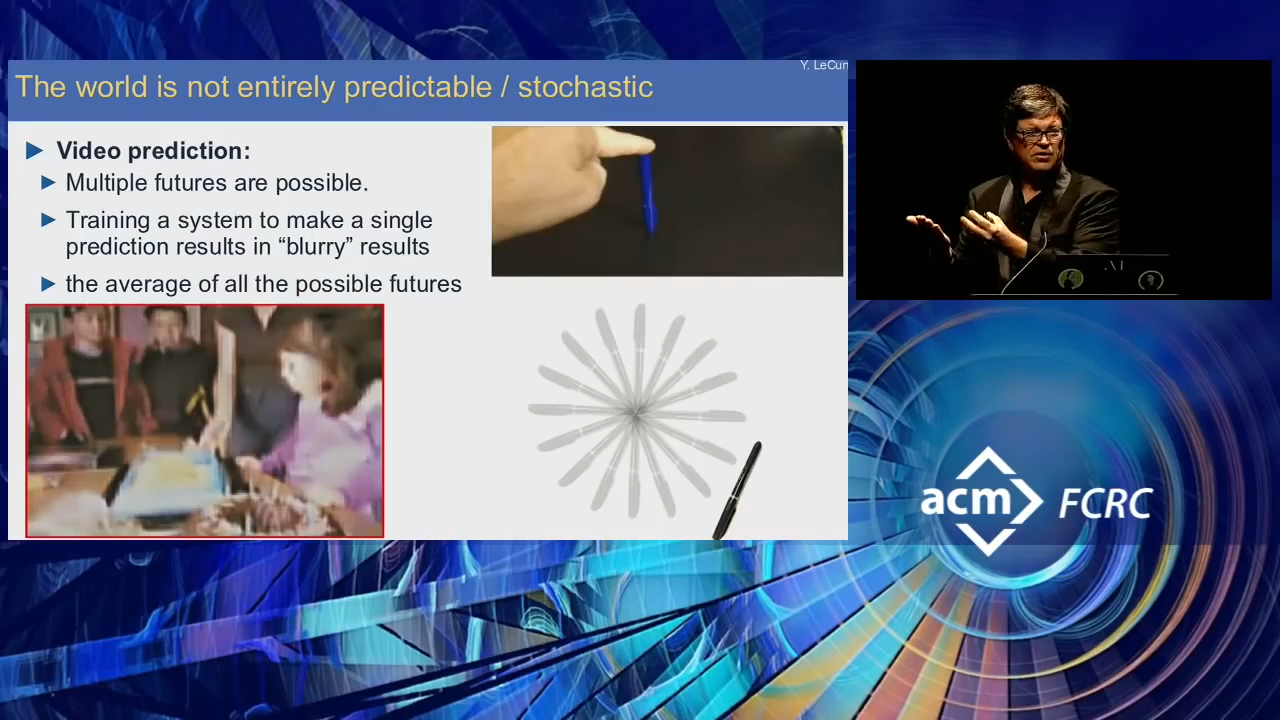 Y. LeCun
The world is not entirely predictable / stochastic
Video prediction:
Multiple futures are possible.
Training a system to make a single
prediction results in “blurry” results
the average of all the possible futures
acm FCRC